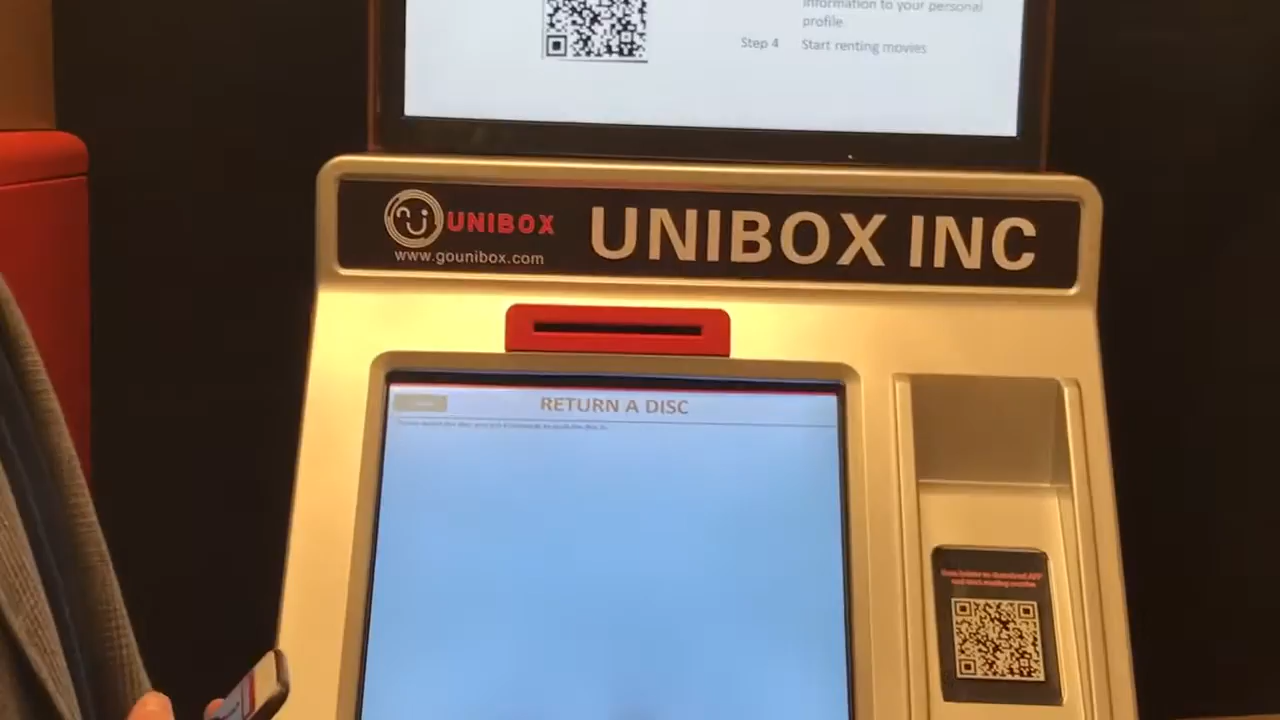 information to your personal
profile
Step 4 Start renting movies
UNIBOX
www.gounibox.com
UNIBOX INC
RETURN A DISC